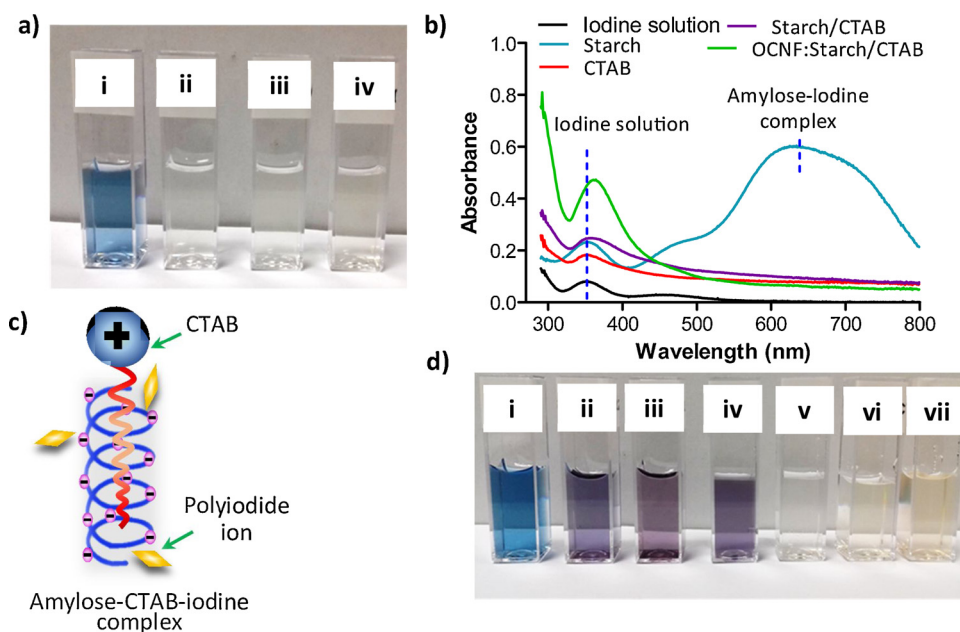 a)
i
ii
iii
iv
b)
Iodine solution
Starch
CTAB
Starch/CTAB
OCNF:Starch/CTAB
Iodine solution
Amylose-Iodine
complex
Absorbance
1.0
0.8
0.6
0.4
0.2
0.0
300
400
500
600
700
800
Wavelength (nm)
c)
CTAB
Polyiodide
ion
Amylose-CTAB-iodine
complex
d)
i
ii
iii
iv
v
vi
vii